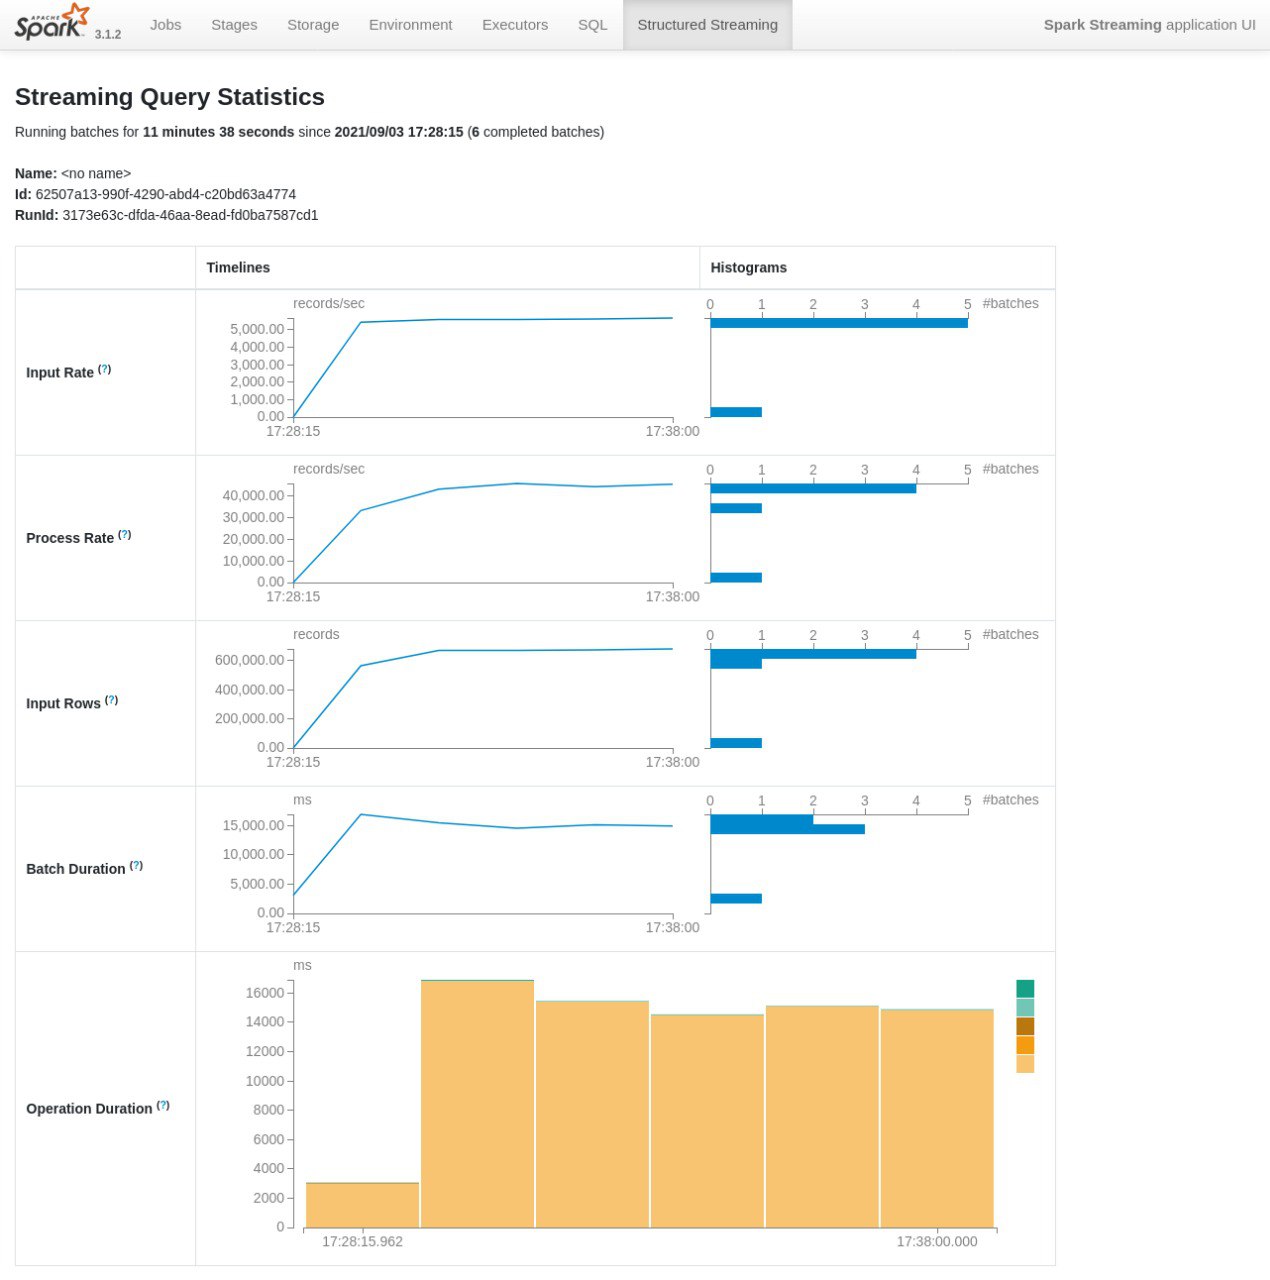 APACHE
Spark 3.1.2 Jobs Stages Storage Environment Executors SQL Structured Streaming Spark Streaming application UI
Streaming Query Statistics
Running batches for 11 minutes 38 seconds since 2021/09/03 17:28:15 (6 completed batches)
Name: <no name>
Id: 62507a13-990f-4290-abd4-c20bd63a4774
RunId: 3173e63c-dfda-46aa-8ead-fd0ba7587cd1
Timelines Histograms
Input Rate (?)
records/sec
5,000.00
4,000.00
3,000.00
2,000.00
1,000.00
0.00
17:28:15 17:38:00
0 1 2 3 4 5 #batches
Process Rate (?)
records/sec
40,000.00
30,000.00
20,000.00
10,000.00
0.00
17:28:15 17:38:00
0 1 2 3 4 5 #batches
Input Rows (?)
records
600,000.00
400,000.00
200,000.00
0.00
17:28:15 17:38:00
0 1 2 3 4 5 #batches
Batch Duration (?)
ms
15,000.00
10,000.00
5,000.00
0.00
17:28:15 17:38:00
0 1 2 3 4 5 #batches
Operation Duration (?)
ms
16000
14000
12000
10000
8000
6000
4000
2000
0
17:28:15.962 17:38:00.000